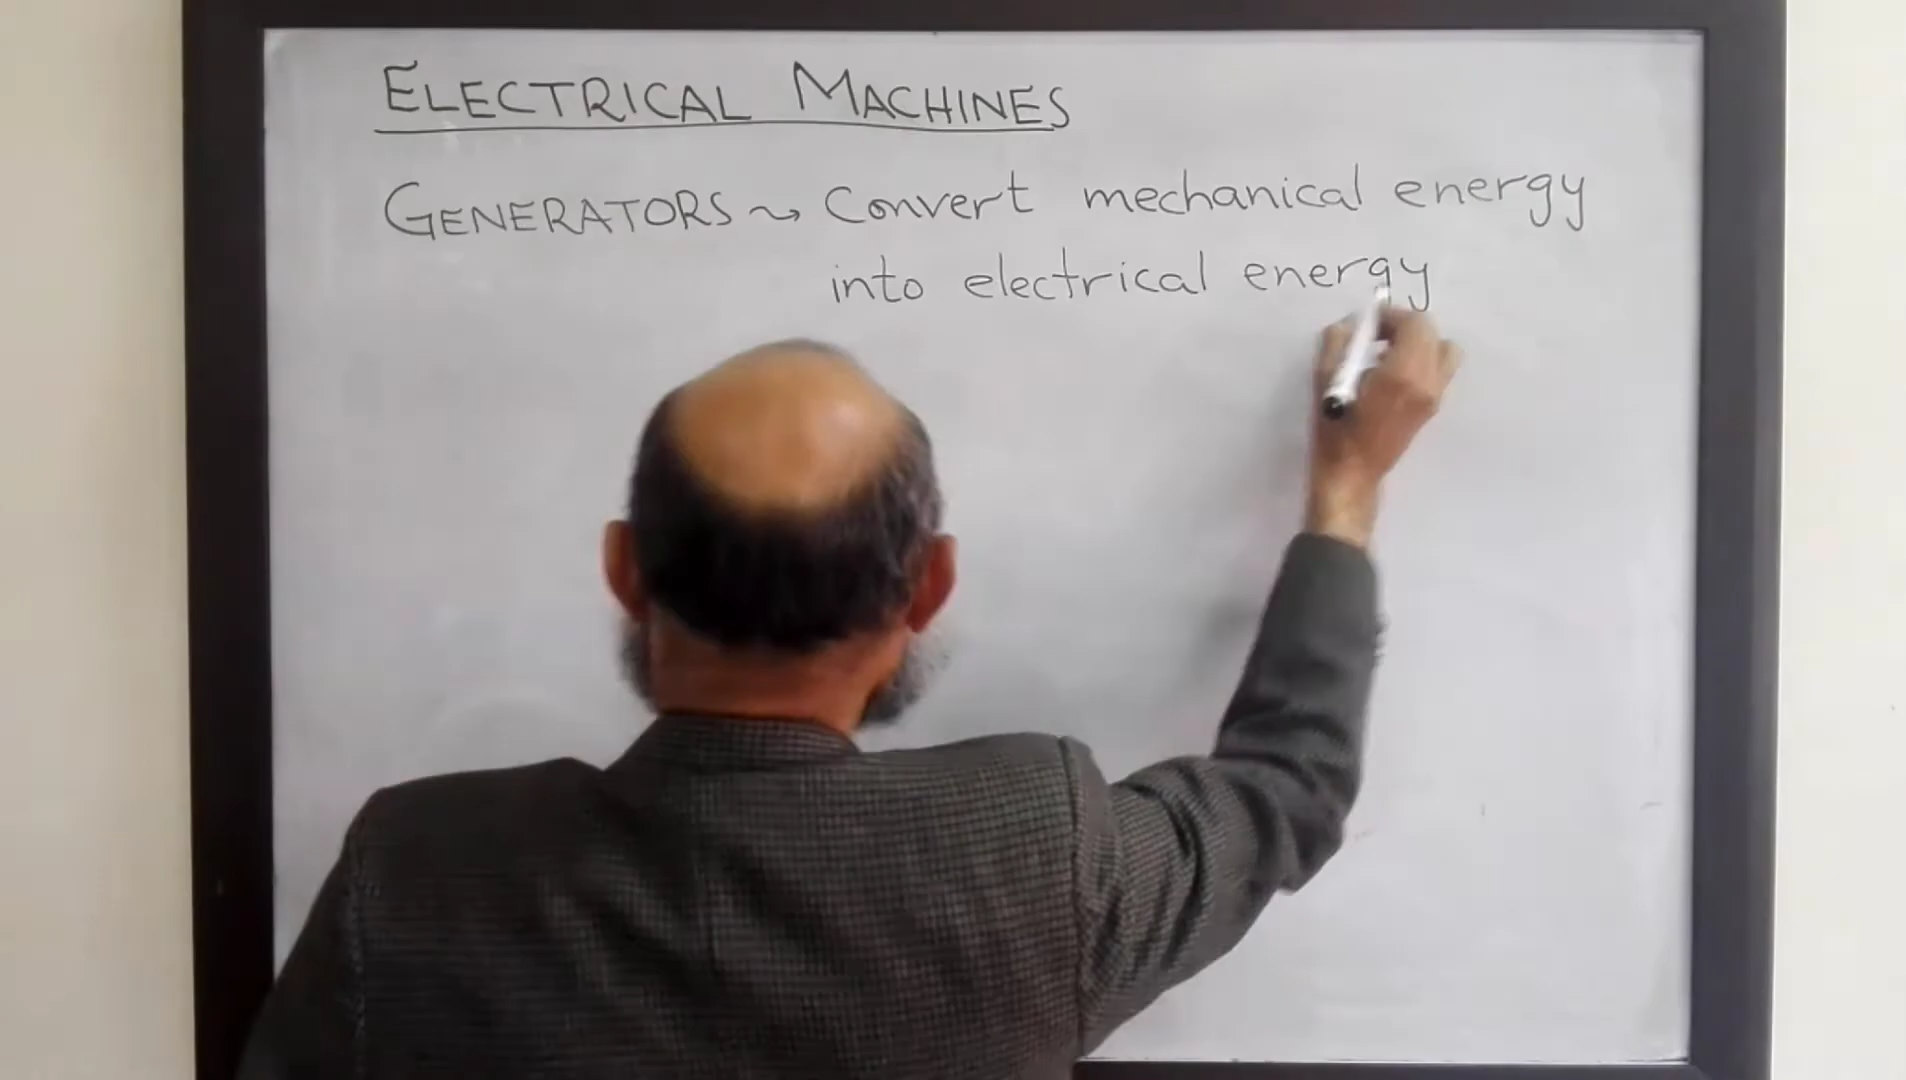 ELECTRICAL MACHINES
GENERATORS ⤳ Convert mechanical energy
into electrical energy